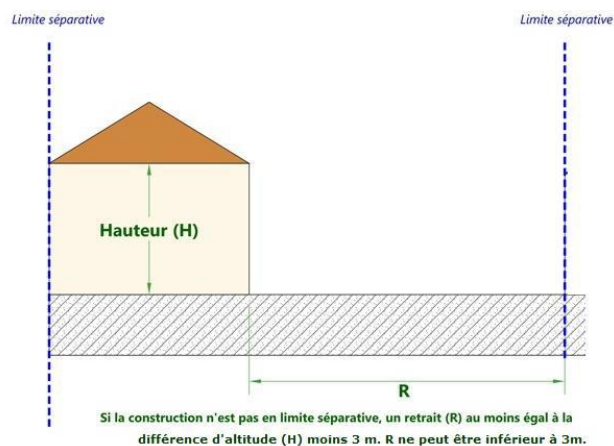 Limite séparative
Limite séparative
Hauteur (H)
R
Si la construction n'est pas en limite séparative, un retrait (R) au moins égal à la
différence d'altitude (H) moins 3 m. R ne peut être inférieur à 3m.